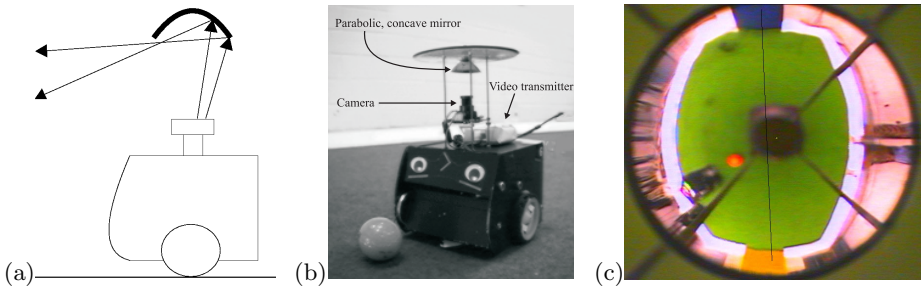 Parabolic, concave mirror
Camera
Video transmitter
(a)
(b)
(c)